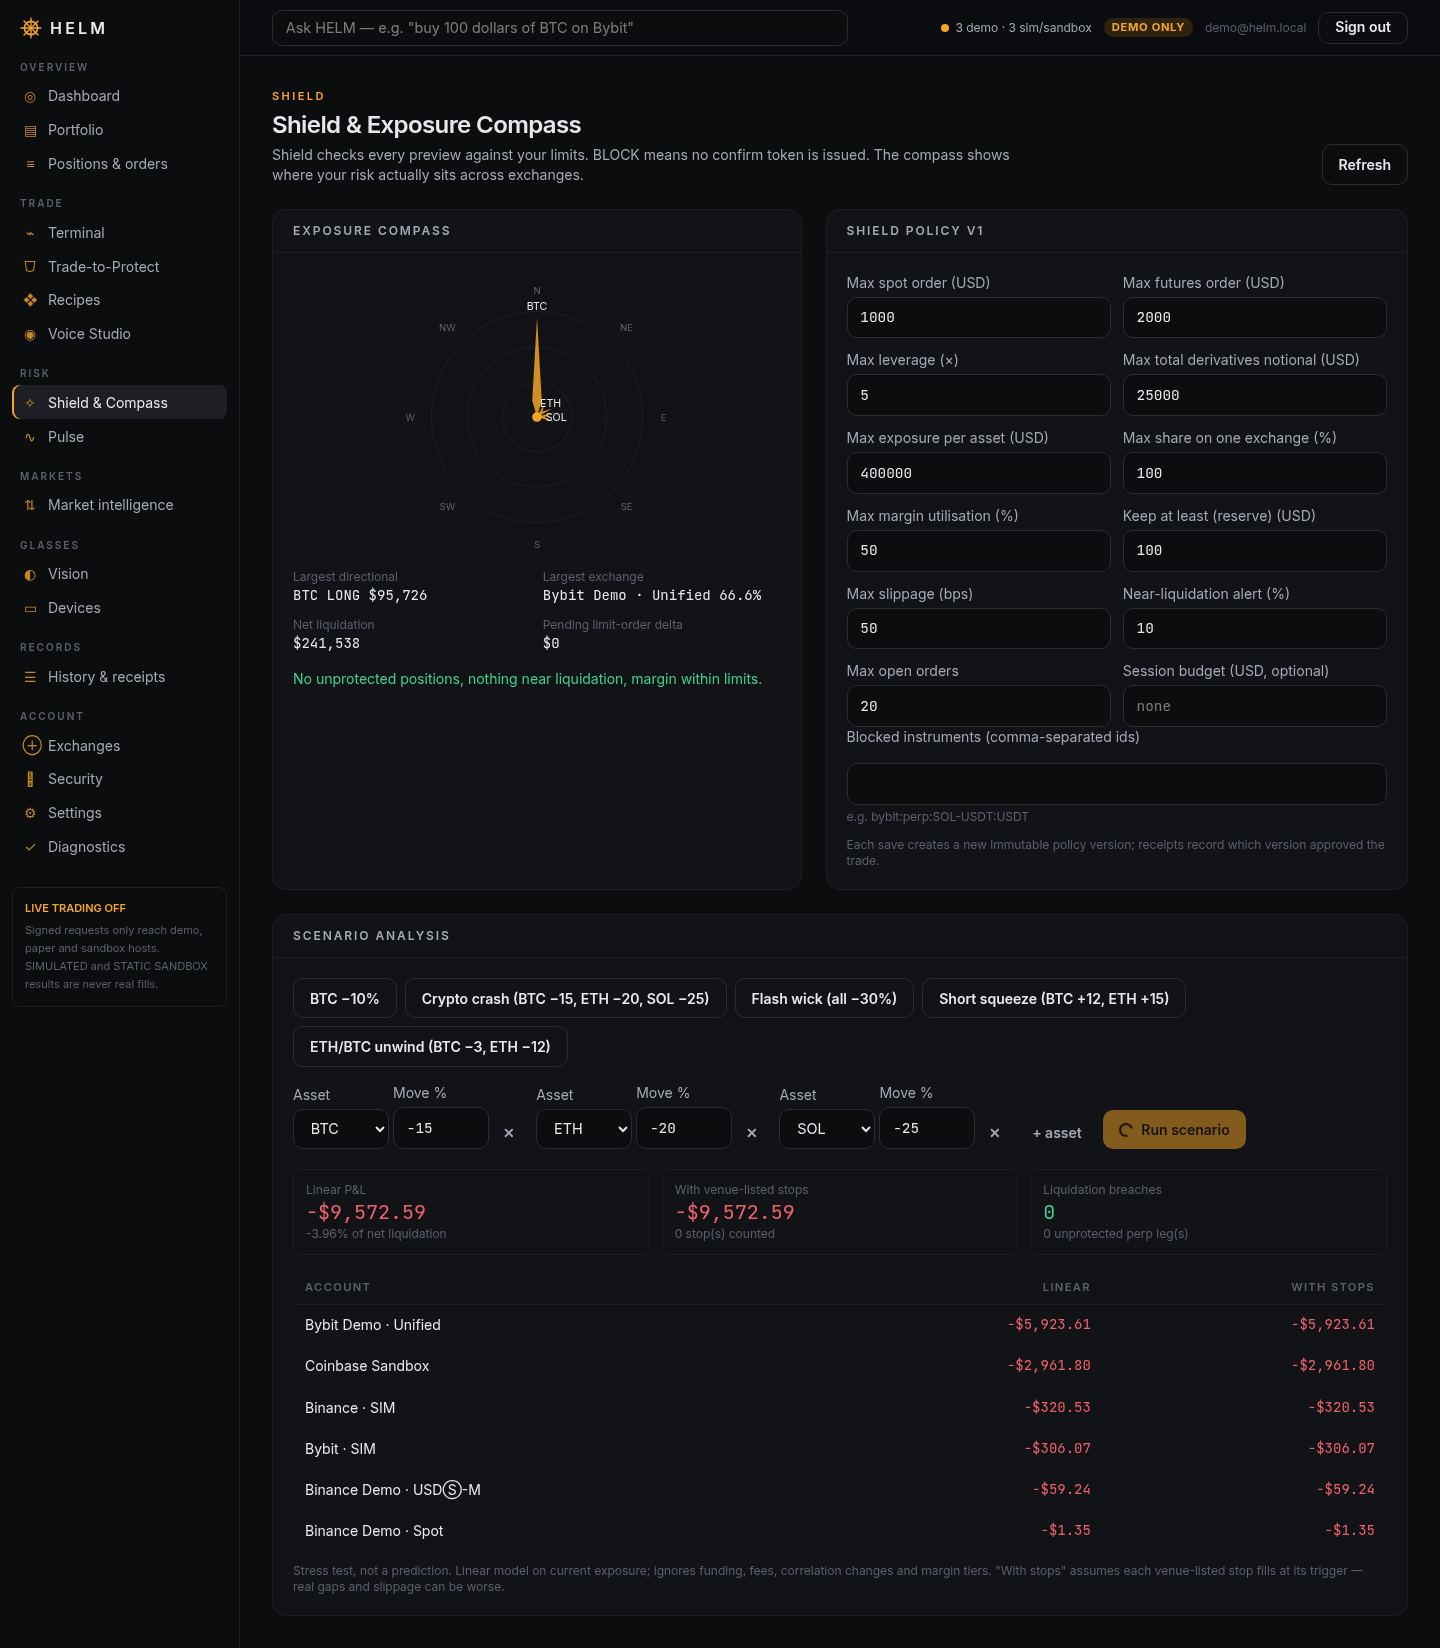 HELM
Ask HELM — e.g. "buy 100 dollars of BTC on Bybit"
3 demo · 3 sim/sandbox
DEMO ONLY
demo@helm.local
Sign out
OVERVIEW
Dashboard
Portfolio
Positions & orders
TRADE
Terminal
Trade-to-Protect
Recipes
Voice Studio
RISK
Shield & Compass
Pulse
MARKETS
Market intelligence
GLASSES
Vision
Devices
RECORDS
History & receipts
ACCOUNT
Exchanges
Security
Settings
Diagnostics
LIVE TRADING OFF
Signed requests only reach demo,
paper and sandbox hosts.
SIMULATED and STATIC SANDBOX
results are never real fills.
SHIELD
Shield & Exposure Compass
Shield checks every preview against your limits. BLOCK means no confirm token is issued. The compass shows
where your risk actually sits across exchanges.
Refresh
EXPOSURE COMPASS
N
BTC
NW
NE
ETH
W
SOL
E
SW
SE
S
Largest directional
BTC LONG $95,726
Largest exchange
Bybit Demo · Unified 66.6%
Net liquidation
$241,538
Pending limit-order delta
$0
No unprotected positions, nothing near liquidation, margin within limits.
SHIELD POLICY V1
Max spot order (USD)
1000
Max futures order (USD)
2000
Max leverage (×)
5
Max total derivatives notional (USD)
25000
Max exposure per asset (USD)
400000
Max share on one exchange (%)
100
Max margin utilisation (%)
50
Keep at least (reserve) (USD)
100
Max slippage (bps)
50
Near-liquidation alert (%)
10
Max open orders
20
Session budget (USD, optional)
none
Blocked instruments (comma-separated ids)
e.g. bybit:perp:SOL-USDT:USDT
Each save creates a new immutable policy version; receipts record which version approved the
trade.
SCENARIO ANALYSIS
BTC −10%
Crypto crash (BTC −15, ETH −20, SOL −25)
Flash wick (all −30%)
Short squeeze (BTC +12, ETH +15)
ETH/BTC unwind (BTC −3, ETH −12)
Asset
BTC
Move %
-15
×
Asset
ETH
Move %
-20
×
Asset
SOL
Move %
-25
×
+ asset
Run scenario
Linear P&L
-$9,572.59
-3.96% of net liquidation
With venue-listed stops
-$9,572.59
0 stop(s) counted
Liquidation breaches
0
0 unprotected perp leg(s)
ACCOUNT LINEAR WITH STOPS
Bybit Demo · Unified -$5,923.61 -$5,923.61
Coinbase Sandbox -$2,961.80 -$2,961.80
Binance · SIM -$320.53 -$320.53
Bybit · SIM -$306.07 -$306.07
Binance Demo · USDⓈ-M -$59.24 -$59.24
Binance Demo · Spot -$1.35 -$1.35
Stress test, not a prediction. Linear model on current exposure; ignores funding, fees, correlation changes and margin tiers. "With stops" assumes each venue-listed stop fills at its trigger —
real gaps and slippage can be worse.